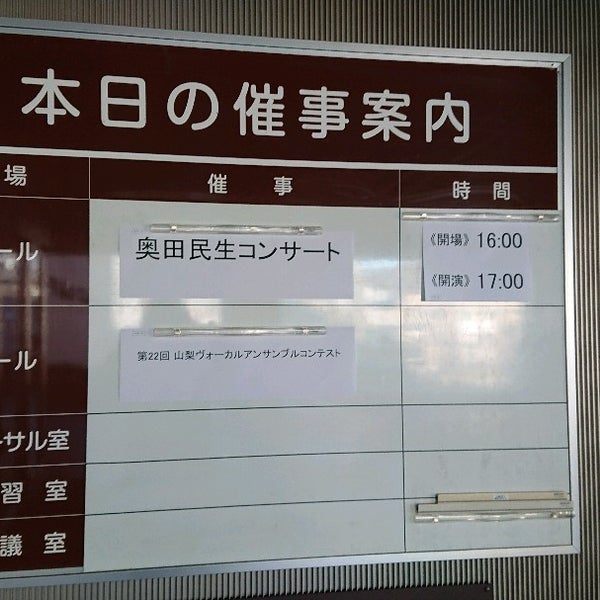 本日の催事案内
場 催事 時間
ール 奥田民生コンサート 《開場》 16:00
《開演》 17:00
ール 第22回 山梨ヴォーカルアンサンブルコンテスト
サル室
習室
議室